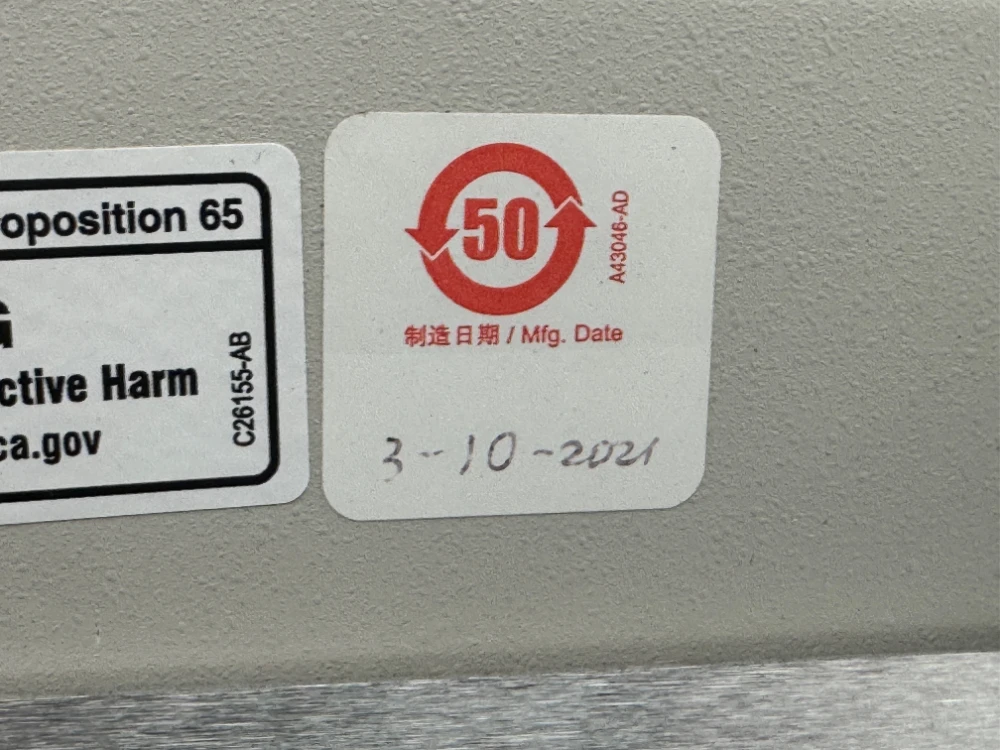 oposition 65
G
ctive Harm
ca.gov
C26155-AB
50
A43046-AD
制造日期 / Mfg. Date
3-10-2021